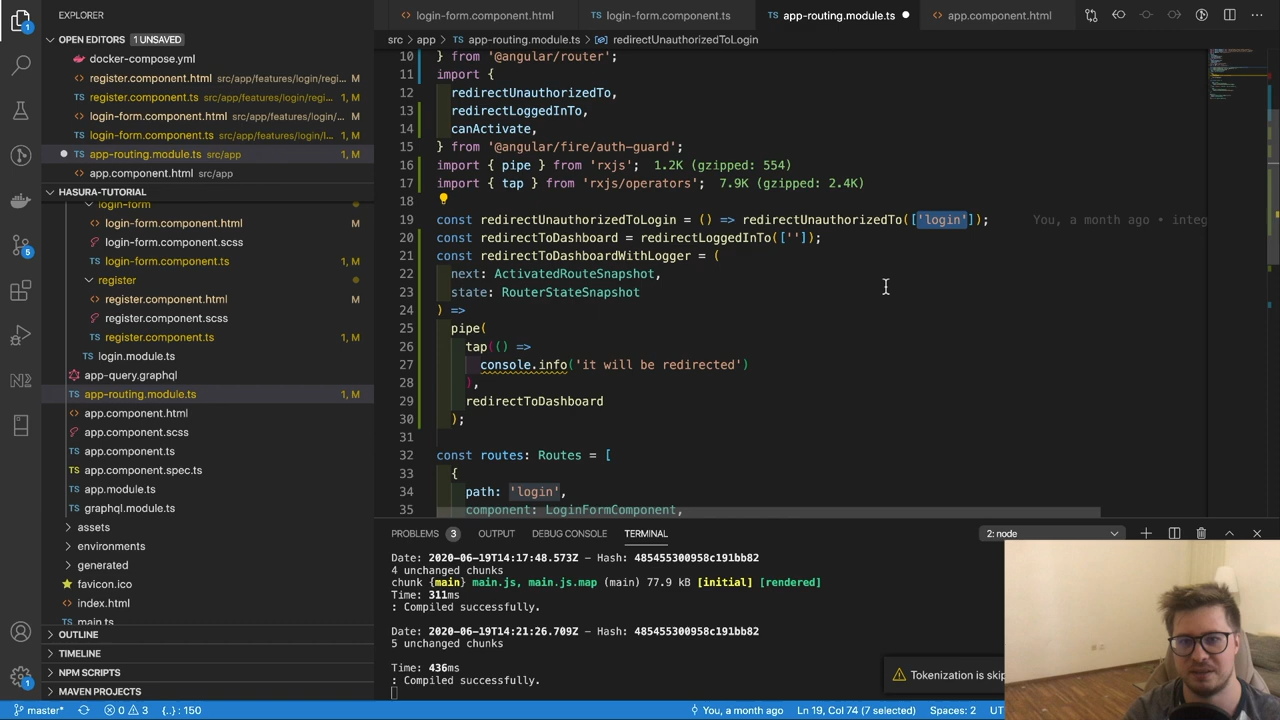 EXPLORER
OPEN EDITORS 1 UNSAVED
docker-compose.yml
register.component.html src/app/features/login/regi... M
register.component.ts src/app/features/login/regi... 1, M
login-form.component.html src/app/features/login/... M
login-form.component.ts src/app/features/login/l... 1, M
app-routing.module.ts src/app 1, M
app.component.html src/app
HASURA-TUTORIAL
login-form
login-form.component.html M
login-form.component.scss
login-form.component.ts 1, M
register
register.component.html M
register.component.scss
register.component.ts 1, M
login.module.ts
app-query.graphql
app-routing.module.ts 1, M
app.component.html
app.component.scss
app.component.ts
app.component.spec.ts
app.module.ts
graphql.module.ts
assets
environments
generated
favicon.ico
index.html
main.ts
OUTLINE
TIMELINE
NPM SCRIPTS
MAVEN PROJECTS
login-form.component.html login-form.component.ts app-routing.module.ts app.component.html
src > app > app-routing.module.ts > redirectUnauthorizedToLogin
10 } from '@angular/router';
11 import {
12 redirectUnauthorizedTo,
13 redirectLoggedInTo,
14 canActivate,
15 } from '@angular/fire/auth-guard';
16 import { pipe } from 'rxjs'; 1.2K (gzipped: 554)
17 import { tap } from 'rxjs/operators'; 7.9K (gzipped: 2.4K)
18
19 const redirectUnauthorizedToLogin = () => redirectUnauthorizedTo(['login']); You, a month ago • integ
20 const redirectToDashboard = redirectLoggedInTo(['']);
21 const redirectToDashboardWithLogger = (
22 next: ActivatedRouteSnapshot,
23 state: RouterStateSnapshot
24 ) =>
25 pipe(
26 tap(() =>
27 console.info('it will be redirected')
28 ),
29 redirectToDashboard
30 );
31
32 const routes: Routes = [
33 {
34 path: 'login',
35 component: LoginFormComponent,
PROBLEMS 3 OUTPUT DEBUG CONSOLE TERMINAL 2: node
Date: 2020-06-19T14:17:48.573Z - Hash: 485455300958c191bb82
4 unchanged chunks
chunk {main} main.js, main.js.map (main) 77.9 kB [initial] [rendered]
Time: 311ms
: Compiled successfully.
Date: 2020-06-19T14:21:26.709Z - Hash: 485455300958c191bb82
5 unchanged chunks
Time: 436ms
: Compiled successfully.
Tokenization is skip
master* 0 3 {..} : 150 You, a month ago Ln 19, Col 74 (7 selected) Spaces: 2 UT